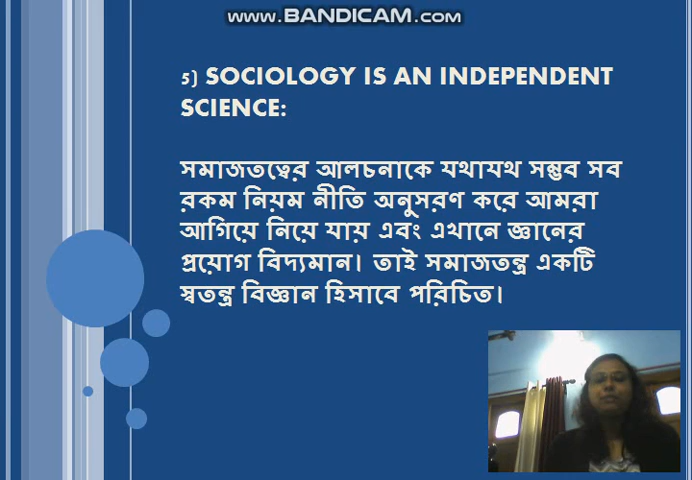 www.BANDICAM.com
5) SOCIOLOGY IS AN INDEPENDENT
SCIENCE:
সমাজতত্বের আলচনাকে যথাযথ সম্ভব সব
রকম নিয়ম নীতি অনুসরণ করে আমরা
আগিয়ে নিয়ে যায় এবং এখানে জ্ঞানের
প্রয়োগ বিদ্যমান। তাই সমাজতন্ত্র একটি
স্বতন্ত্র বিজ্ঞান হিসাবে পরিচিত।